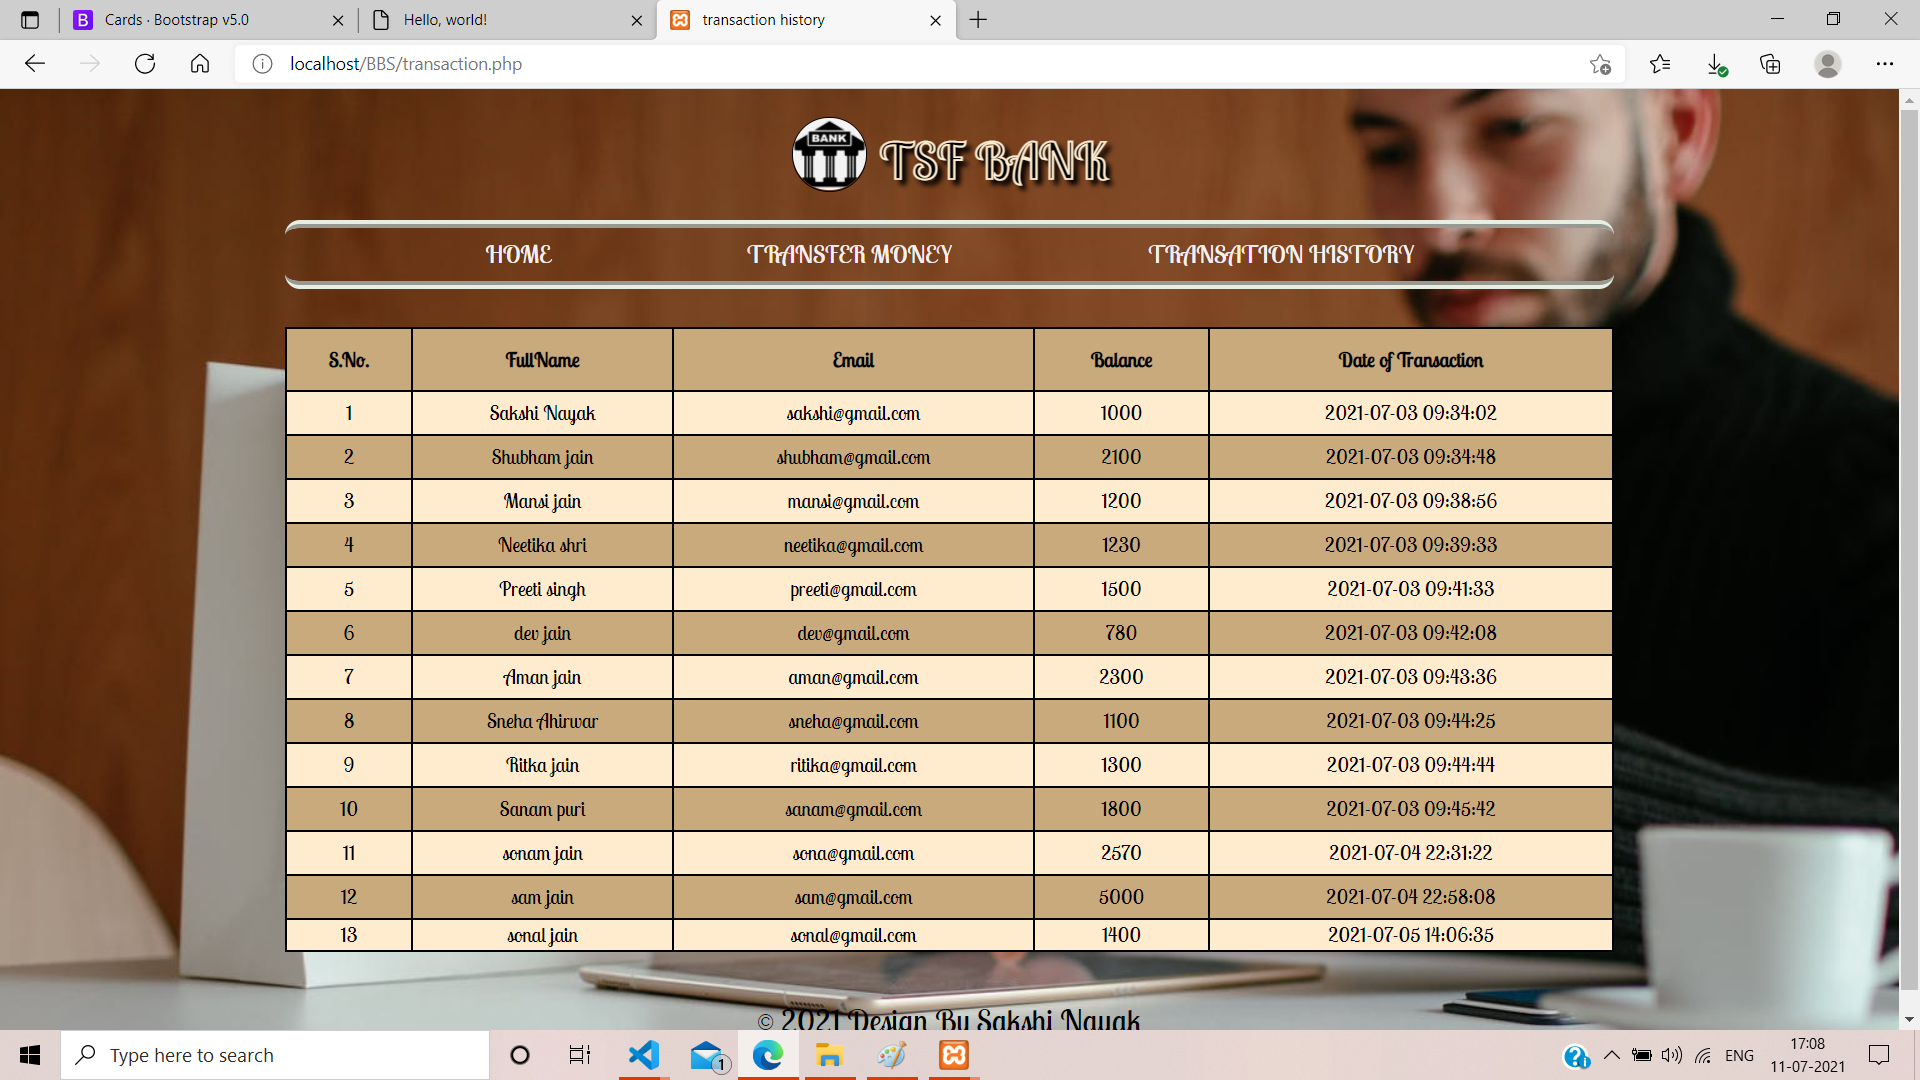 Cards · Bootstrap v5.0
Hello, world!
transaction history
localhost/BBS/transaction.php
BANK
TSF BANK
HOME TRANSFER MONEY TRANSATION HISTORY
S.No. FullName Email Balance Date of Transaction
1 Sakshi Nayak sakshi@gmail.com 1000 2021-07-03 09:34:02
2 Shubham jain shubham@gmail.com 2100 2021-07-03 09:34:48
3 Mansi jain mansi@gmail.com 1200 2021-07-03 09:38:56
4 Neetika shri neetika@gmail.com 1230 2021-07-03 09:39:33
5 Preeti singh preeti@gmail.com 1500 2021-07-03 09:41:33
6 dev jain dev@gmail.com 780 2021-07-03 09:42:08
7 Aman jain aman@gmail.com 2300 2021-07-03 09:43:36
8 Sneha Ahirwar sneha@gmail.com 1100 2021-07-03 09:44:25
9 Ritka jain ritika@gmail.com 1300 2021-07-03 09:44:44
10 Sanam puri sanam@gmail.com 1800 2021-07-03 09:45:42
11 sonam jain sona@gmail.com 2570 2021-07-04 22:31:22
12 sam jain sam@gmail.com 5000 2021-07-04 22:58:08
13 sonal jain sonal@gmail.com 1400 2021-07-05 14:06:35
© 2021 Design By Sakshi Nayak
Type here to search
1
ENG
17:08
11-07-2021